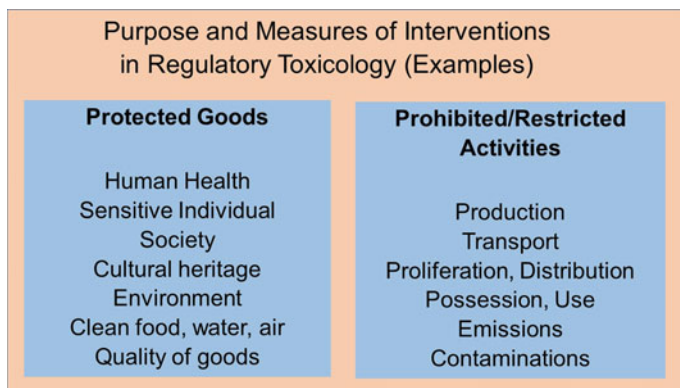 Purpose and Measures of Interventions
in Regulatory Toxicology (Examples)
Protected Goods
Human Health
Sensitive Individual
Society
Cultural heritage
Environment
Clean food, water, air
Quality of goods
Prohibited/Restricted
Activities
Production
Transport
Proliferation, Distribution
Possession, Use
Emissions
Contaminations